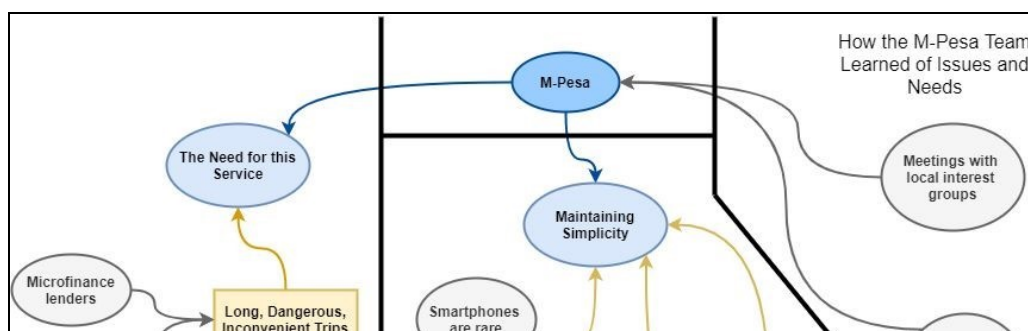 How the M-Pesa Team
Learned of Issues and
Needs
M-Pesa
The Need for this
Service
Meetings with
local interest
groups
Maintaining
Simplicity
Microfinance
lenders
Long, Dangerous,
Inconvenient Trips
Smartphones
are rare